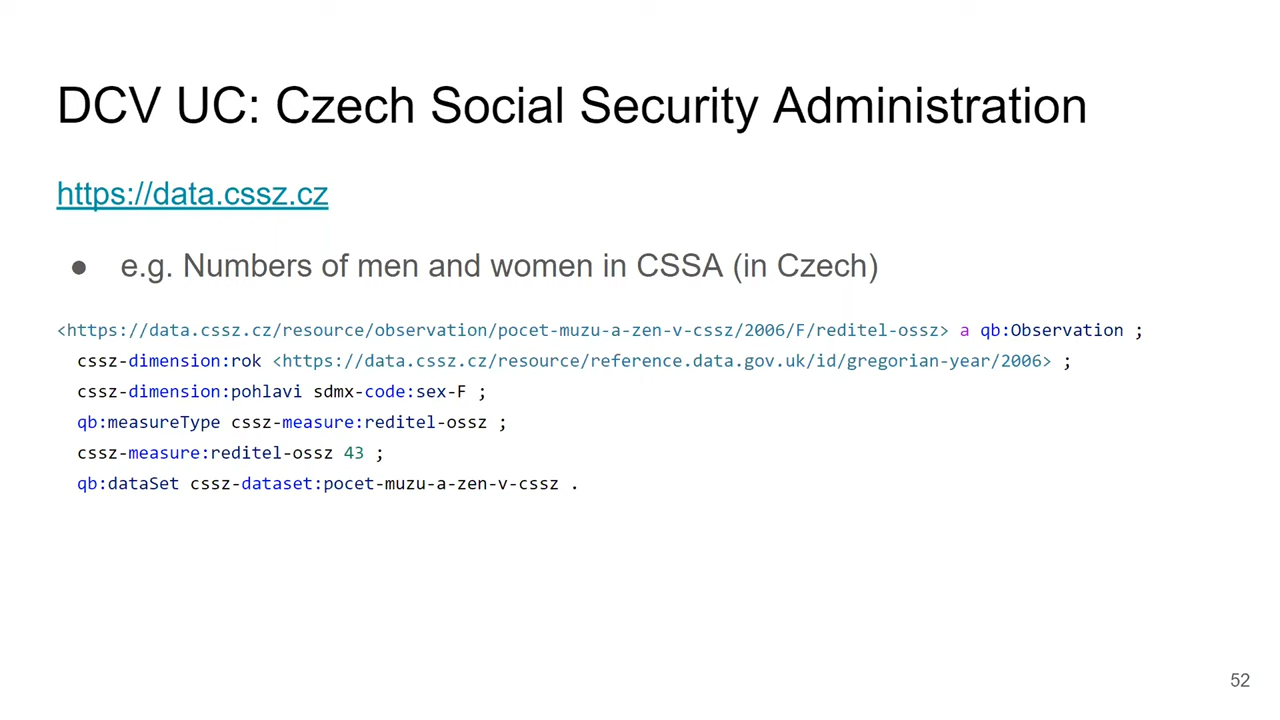 DCV UC: Czech Social Security Administration
https://data.cssz.cz
● e.g. Numbers of men and women in CSSA (in Czech)
<https://data.cssz.cz/resource/observation/pocet-muzu-a-zen-v-cssz/2006/F/reditel-ossz> a qb:Observation ;
cssz-dimension:rok <https://data.cssz.cz/resource/reference.data.gov.uk/id/gregorian-year/2006> ;
cssz-dimension:pohlavi sdmx-code:sex-F ;
qb:measureType cssz-measure:reditel-ossz ;
cssz-measure:reditel-ossz 43 ;
qb:dataSet cssz-dataset:pocet-muzu-a-zen-v-cssz .
52